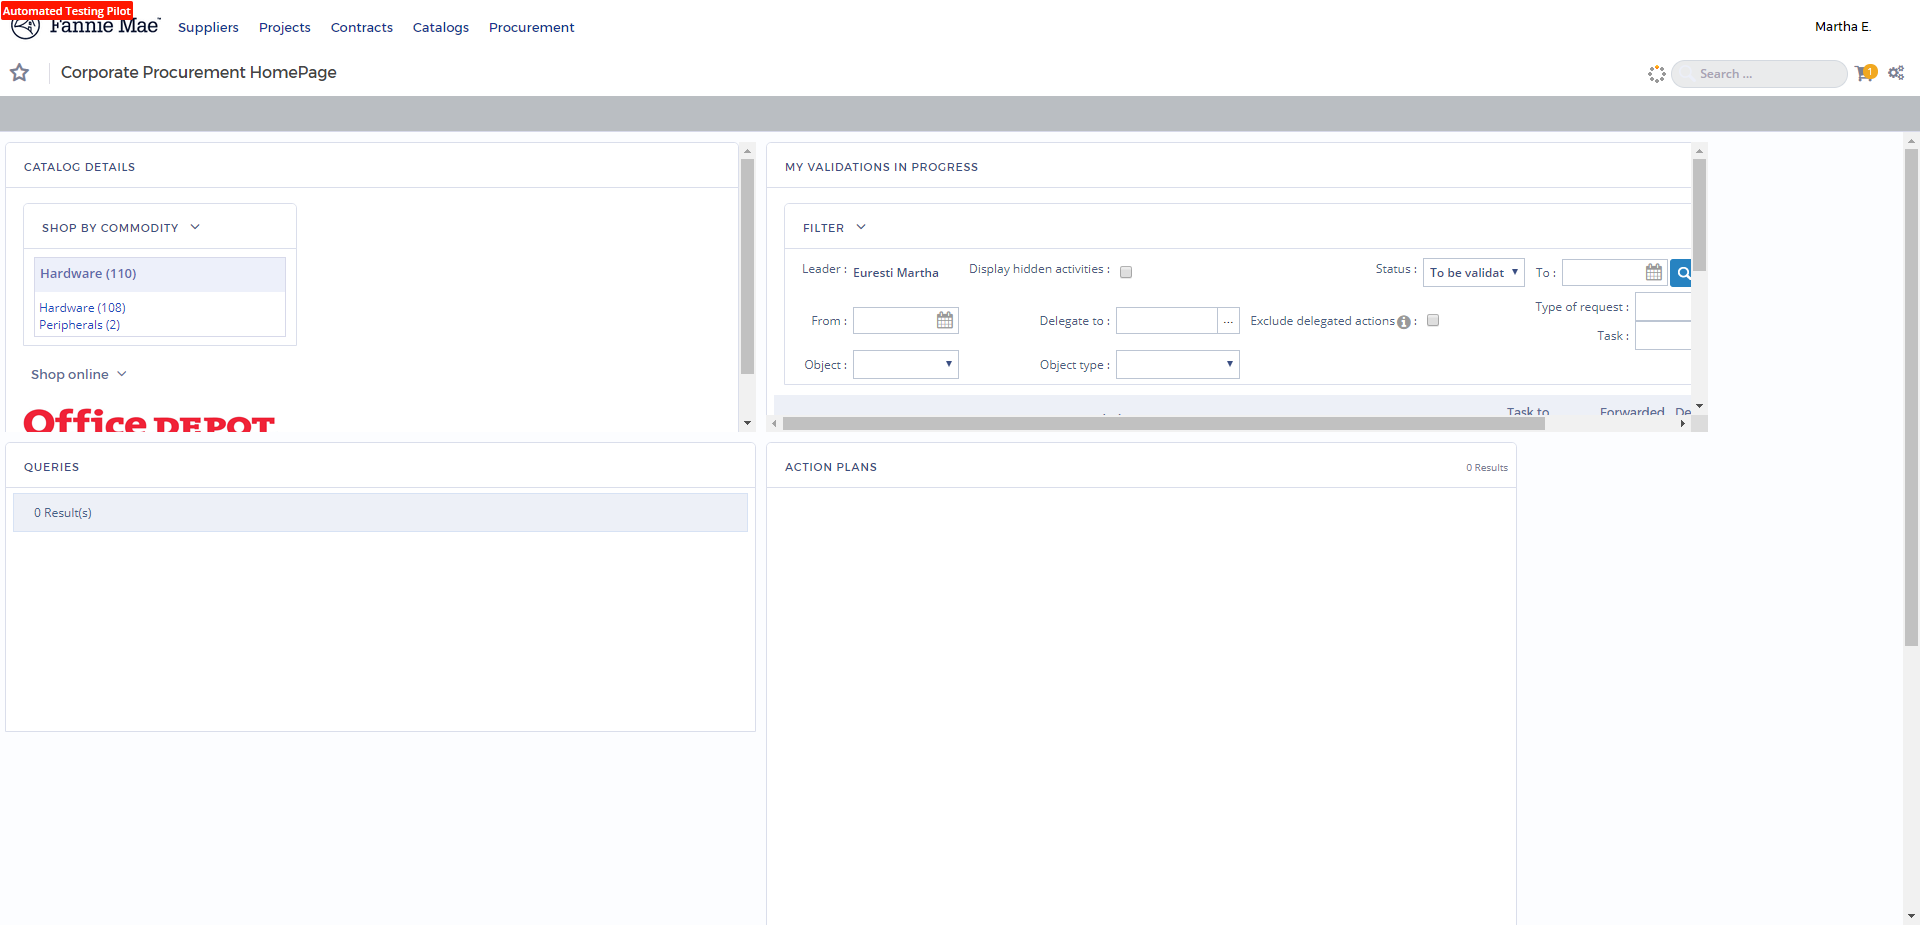 Automated Testing Pilot
Fannie Mae™
Suppliers Projects Contracts Catalogs Procurement
Martha E.
Corporate Procurement HomePage
Search ...
1
CATALOG DETAILS
SHOP BY COMMODITY
Hardware (110)
Hardware (108)
Peripherals (2)
Shop online
Office DEPOT
MY VALIDATIONS IN PROGRESS
FILTER
Leader : Euresti Martha Display hidden activities : Status : To be validat To :
Type of request :
From : Delegate to : ... Exclude delegated actions :
Task :
Object : Object type :
Task to Forwarded De
QUERIES
0 Result(s)
ACTION PLANS
0 Results